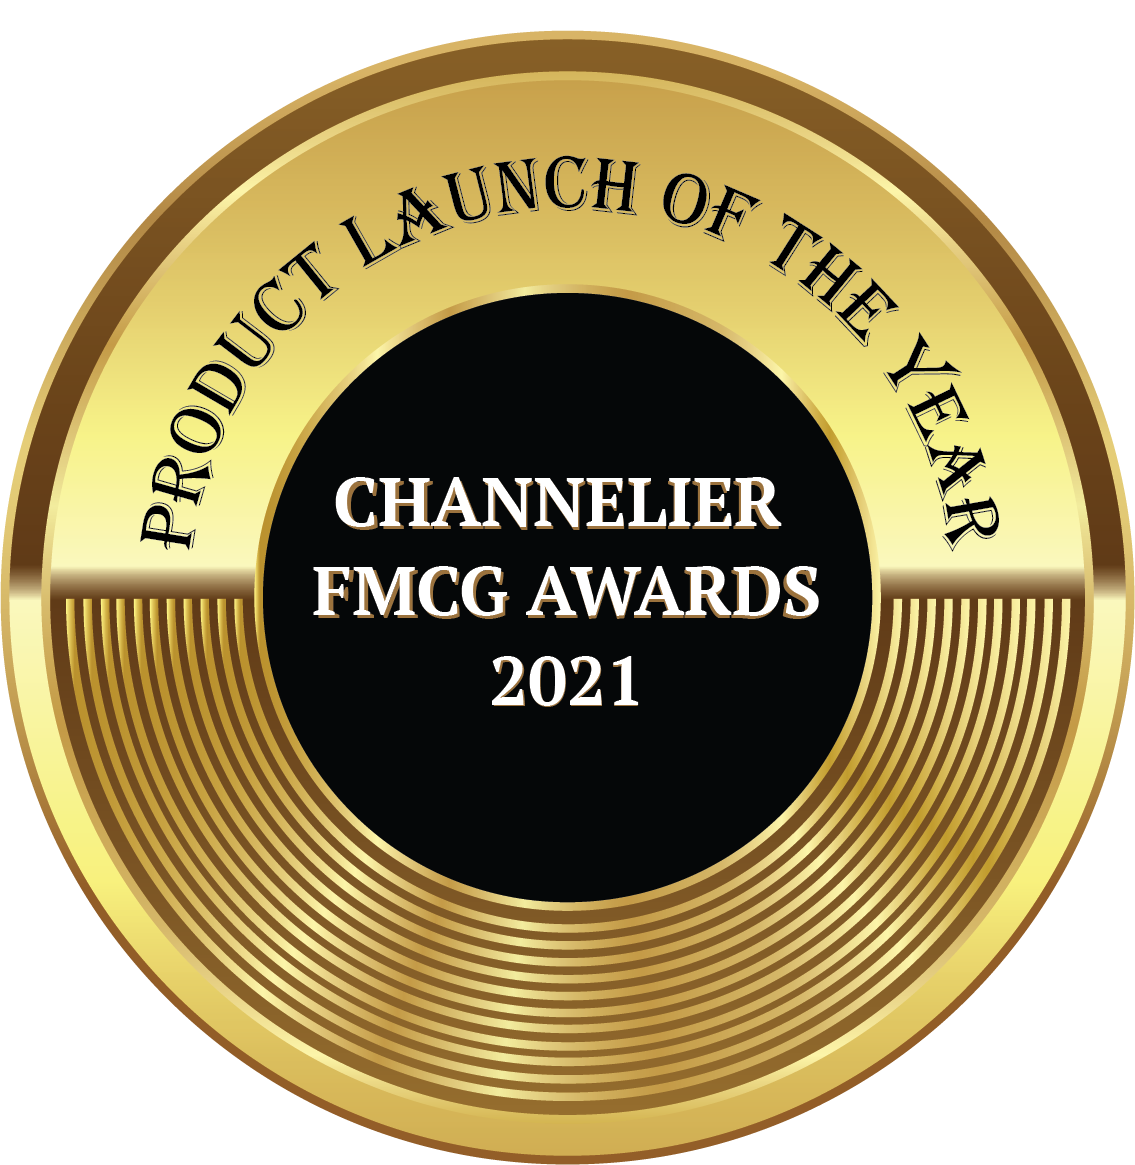 PRODUCT LAUNCH OF THE YEAR
CHANNELIER
FMCG AWARDS
2021